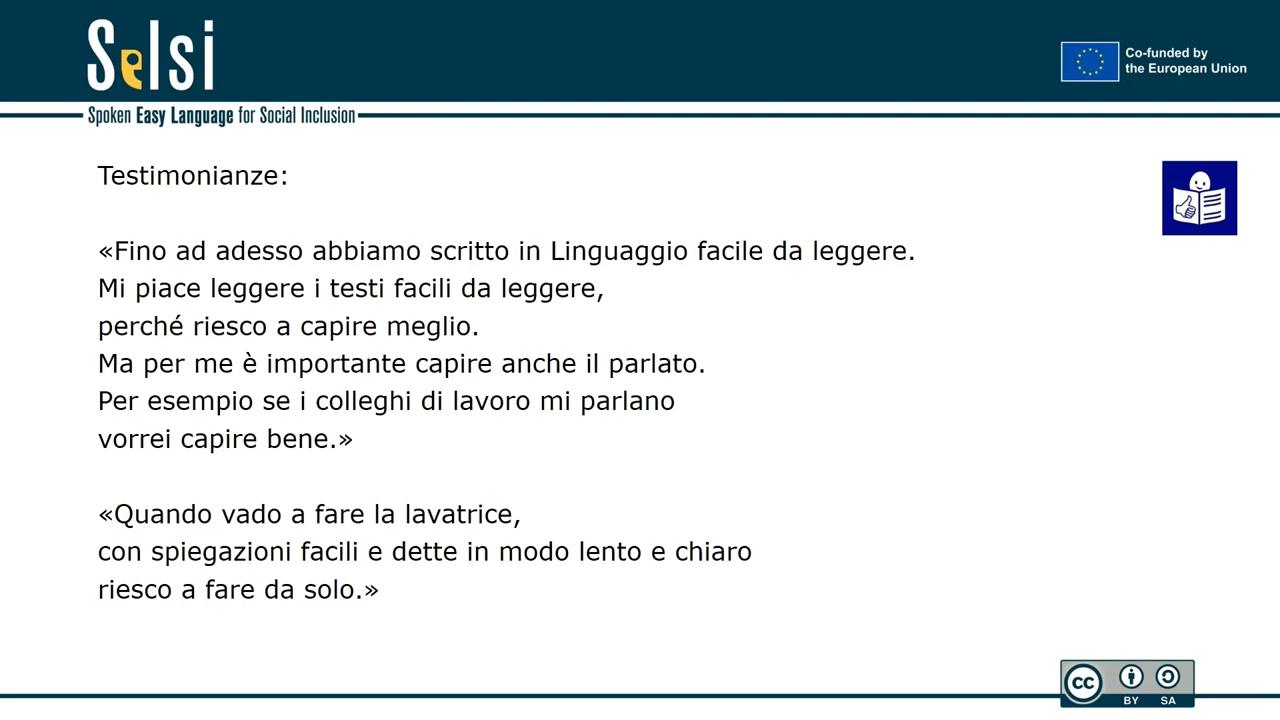 Selsi
Co-funded by
the European Union
Spoken Easy Language for Social Inclusion
Testimonianze:
«Fino ad adesso abbiamo scritto in Linguaggio facile da leggere.
Mi piace leggere i testi facili da leggere,
perché riesco a capire meglio.
Ma per me è importante capire anche il parlato.
Per esempio se i colleghi di lavoro mi parlano
vorrei capire bene.»
«Quando vado a fare la lavatrice,
con spiegazioni facili e dette in modo lento e chiaro
riesco a fare da solo.»
cc
BY SA